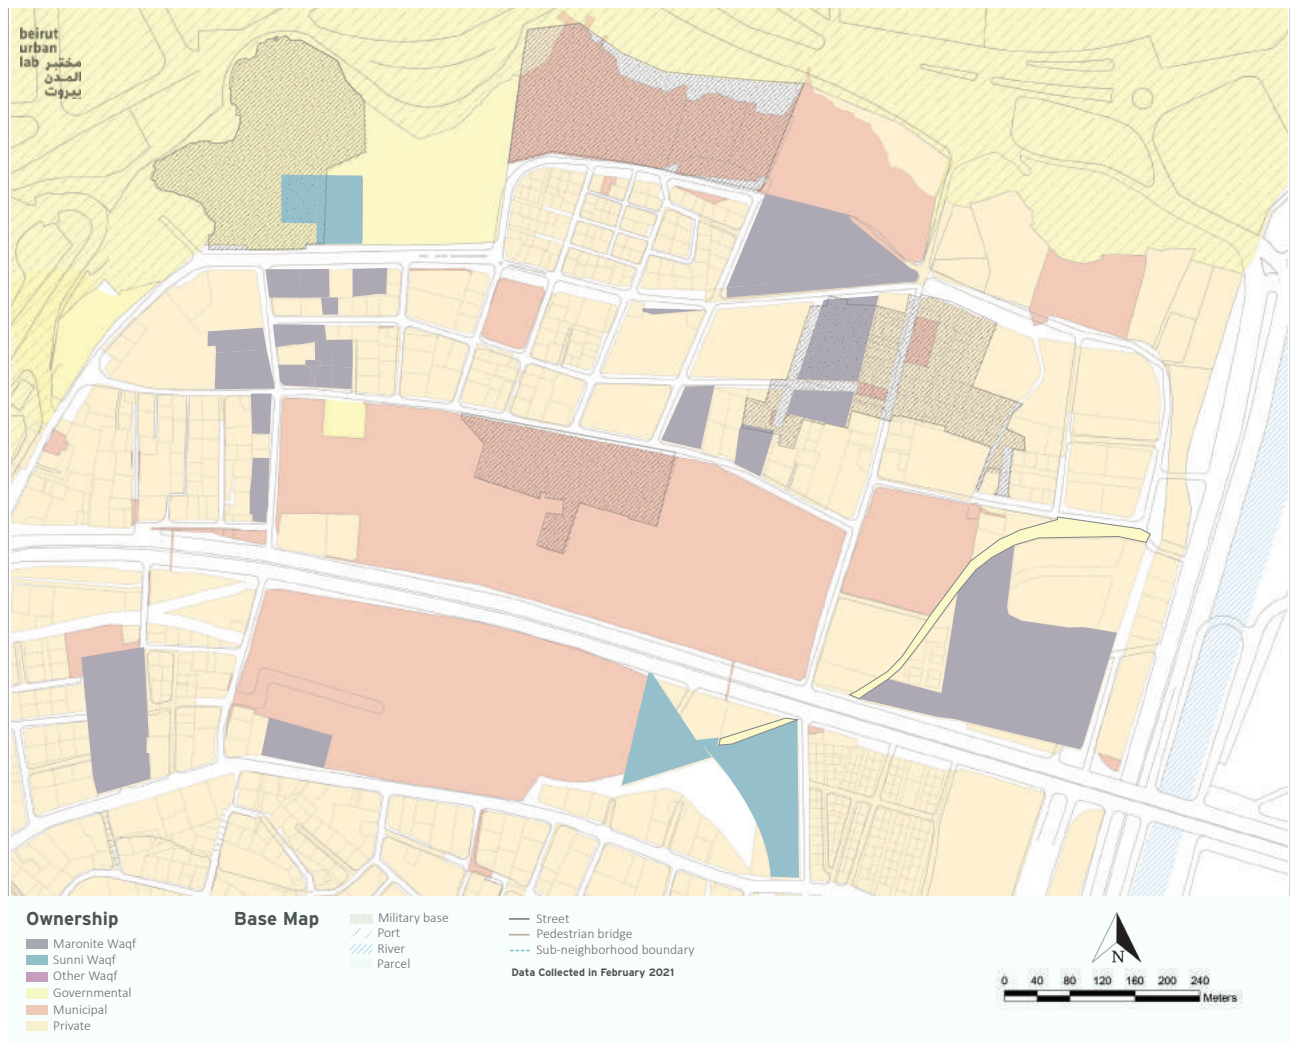 beirut
urban
lab مختبر
المدن
بيروت
Ownership
Maronite Waqf
Sunni Waqf
Other Waqf
Governmental
Municipal
Private
Base Map
Military base
Port
River
Parcel
Street
Pedestrian bridge
Sub-neighborhood boundary
Data Collected in February 2021
N
0 40 80 120 160 200 240
Meters